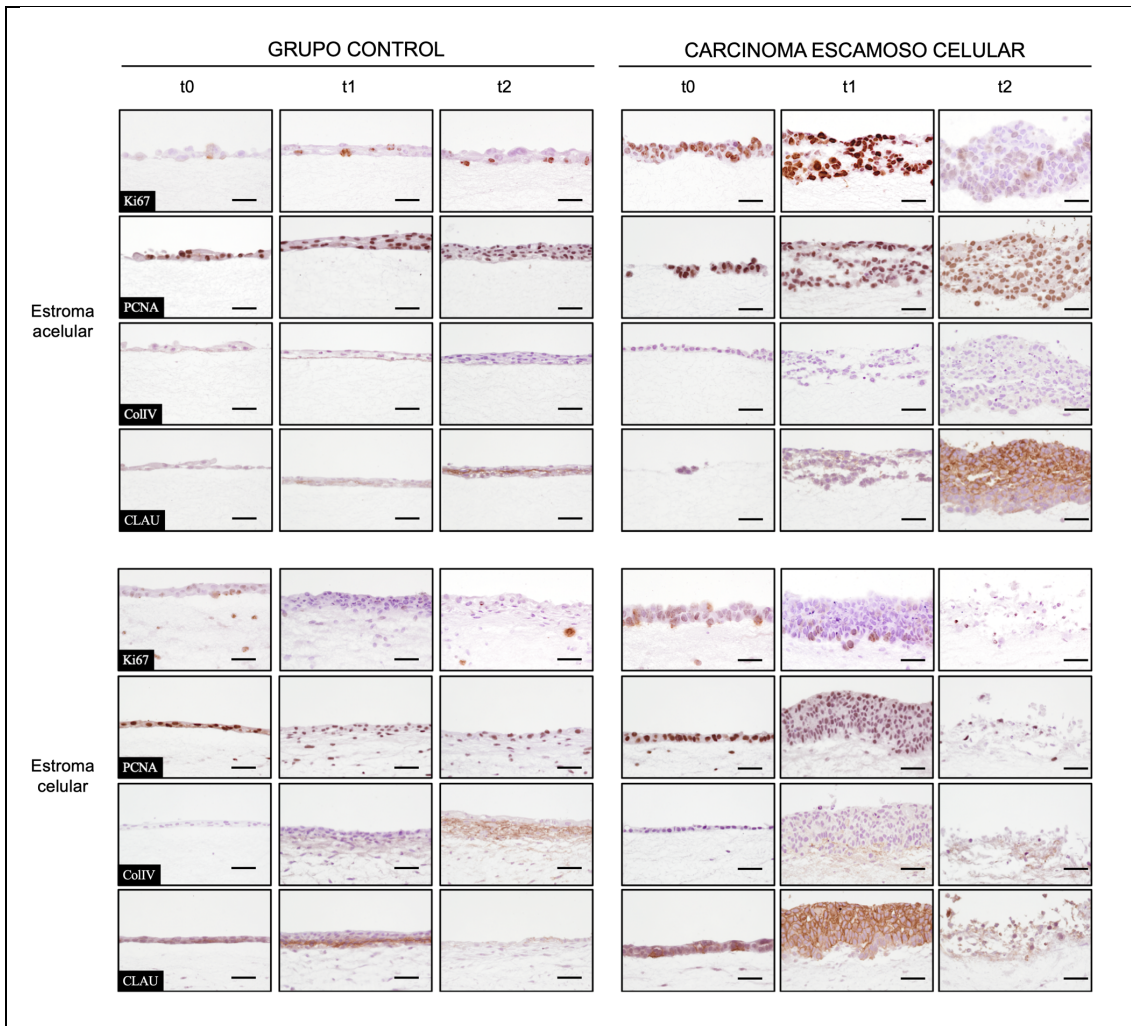 GRUPO CONTROL
CARCINOMA ESCAMOSO CELULAR
t0
t1
t2
t0
t1
t2
Estroma
acelular
Ki67
PCNA
ColIV
CLAU
Estroma
celular
Ki67
PCNA
ColIV
CLAU